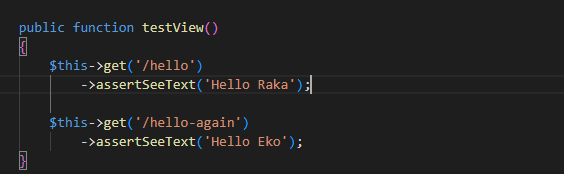 public function testView()
{
    $this->get('/hello')
        ->assertSeeText('Hello Raka');
    $this->get('/hello-again')
        ->assertSeeText('Hello Eko');
}